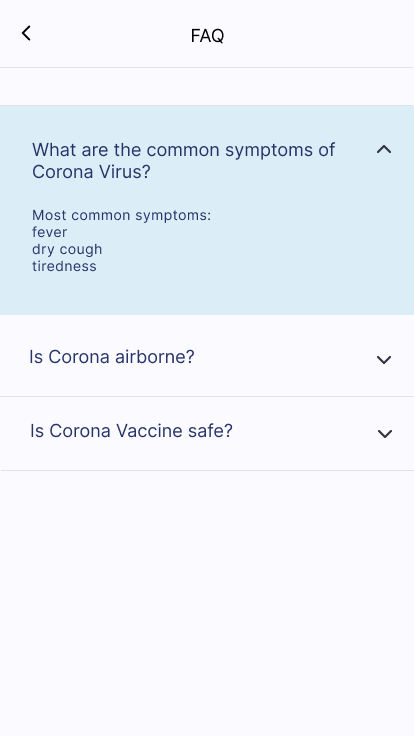 FAQ
What are the common symptoms of
Corona Virus?
Most common symptoms:
fever
dry cough
tiredness
Is Corona airborne?
Is Corona Vaccine safe?